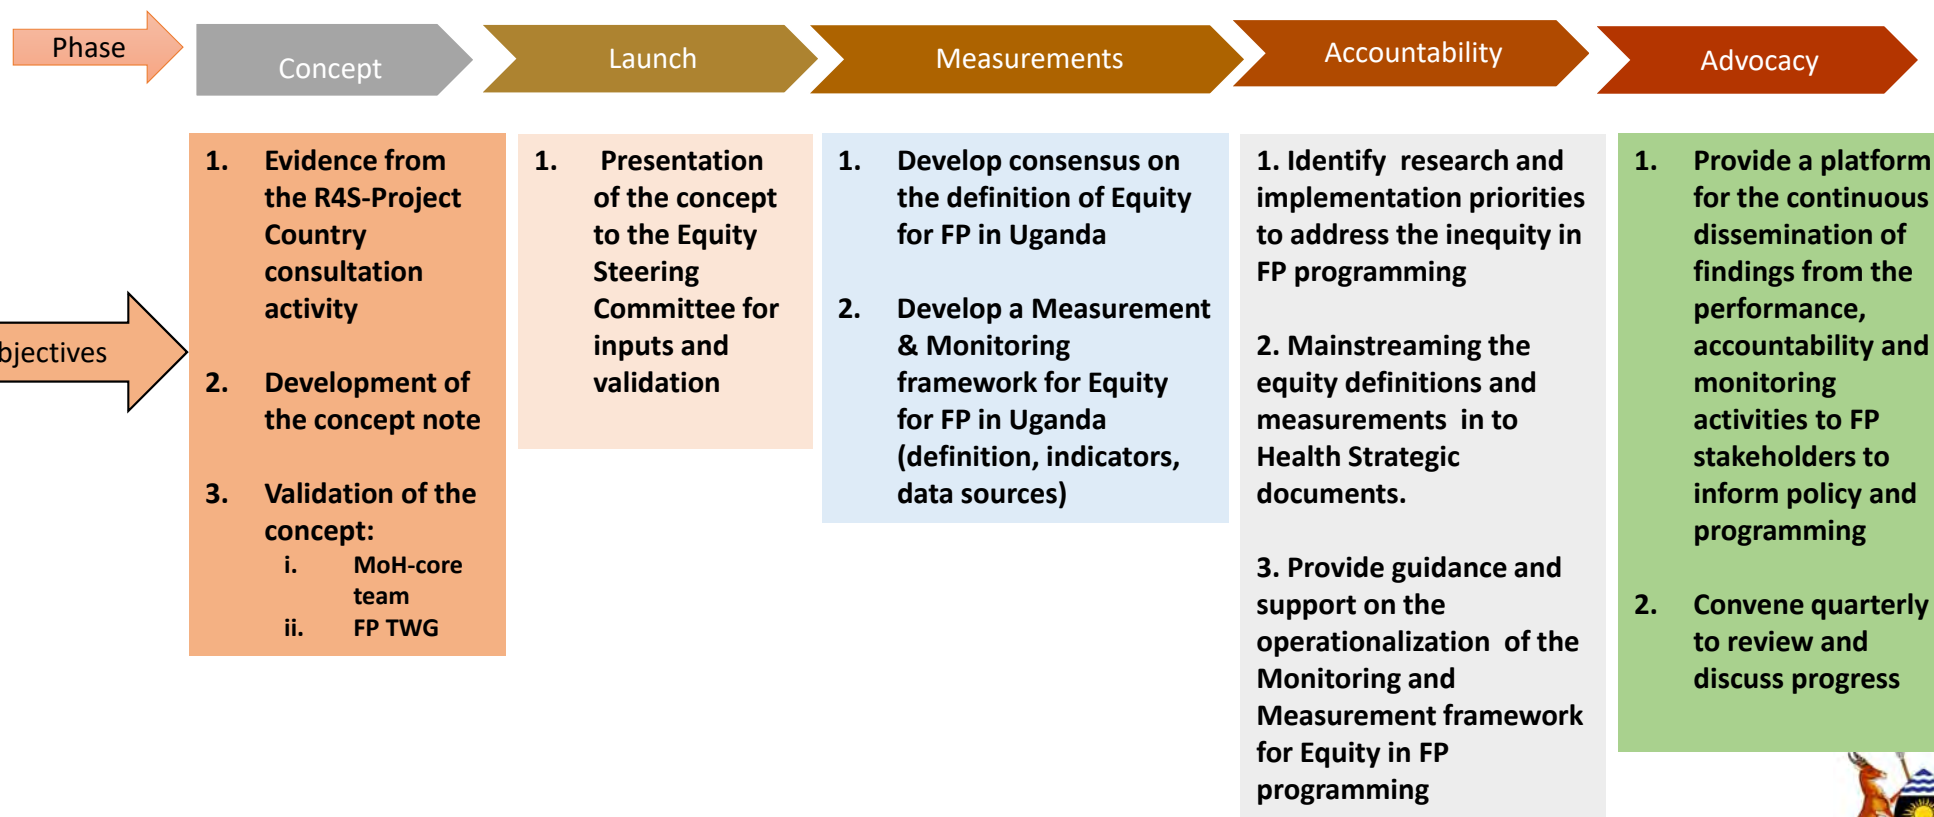 Phase
Concept
Launch
Measurements
Accountability
Advocacy
bjectives
1. Evidence from
the R4S-Project
Country
consultation
activity
2. Development of
the concept note
3. Validation of the
concept:
i. MoH-core
team
ii. FP TWG
1. Presentation
of the concept
to the Equity
Steering
Committee for
inputs and
validation
1. Develop consensus on
the definition of Equity
for FP in Uganda
2. Develop a Measurement
& Monitoring
framework for Equity
for FP in Uganda
(definition, indicators,
data sources)
1. Identify research and
implementation priorities
to address the inequity in
FP programming
2. Mainstreaming the
equity definitions and
measurements in to
Health Strategic
documents.
3. Provide guidance and
support on the
operationalization of the
Monitoring and
Measurement framework
for Equity in FP
programming
1. Provide a platform
for the continuous
dissemination of
findings from the
performance,
accountability and
monitoring
activities to FP
stakeholders to
inform policy and
programming
2. Convene quarterly
to review and
discuss progress